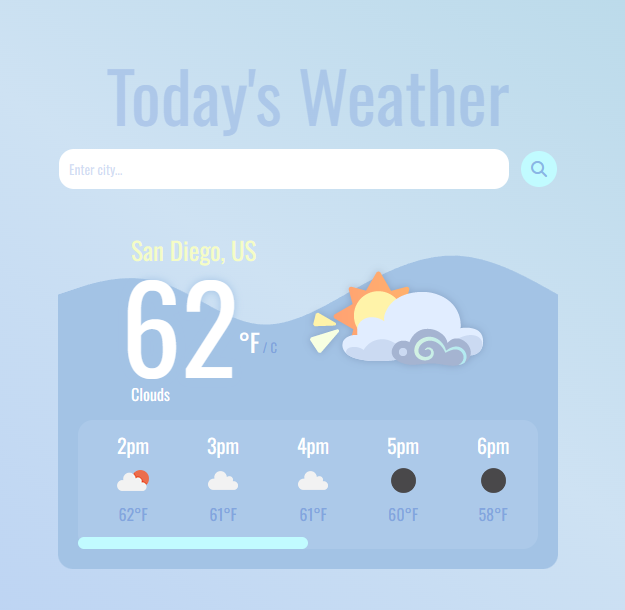 Today's Weather
Enter city...
San Diego, US
62 °F / C
Clouds
2pm 3pm 4pm 5pm 6pm
62°F 61°F 61°F 60°F 58°F